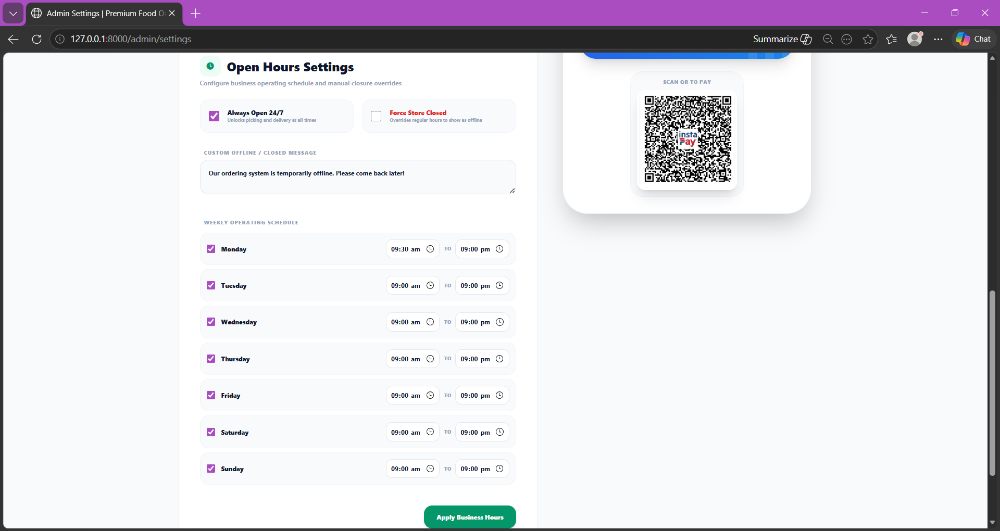 Admin Settings | Premium Food O
127.0.0.1:8000/admin/settings
Summarize
Chat
Open Hours Settings
Configure business operating schedule and manual closure overrides
Always Open 24/7
Unlocks picking and delivery at all times
Force Store Closed
Overrides regular hours to show as offline
CUSTOM OFFLINE / CLOSED MESSAGE
Our ordering system is temporarily offline. Please come back later!
WEEKLY OPERATING SCHEDULE
Monday 09:30 am TO 09:00 pm
Tuesday 09:00 am TO 09:00 pm
Wednesday 09:00 am TO 09:00 pm
Thursday 09:00 am TO 09:00 pm
Friday 09:00 am TO 09:00 pm
Saturday 09:00 am TO 09:00 pm
Sunday 09:00 am TO 09:00 pm
Apply Business Hours
SCAN QR TO PAY
insta
Pay